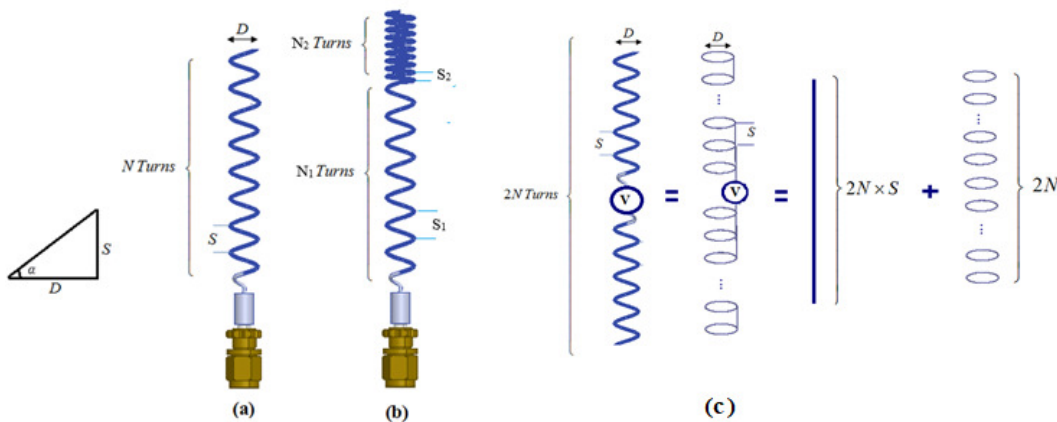 S
α
D
D
N Turns
S
(a)
N₂ Turns
S₂
N₁ Turns
S₁
(b)
D
2N Turns
S
V
=
D
S
V
=
2N × S
+
2N
(c)